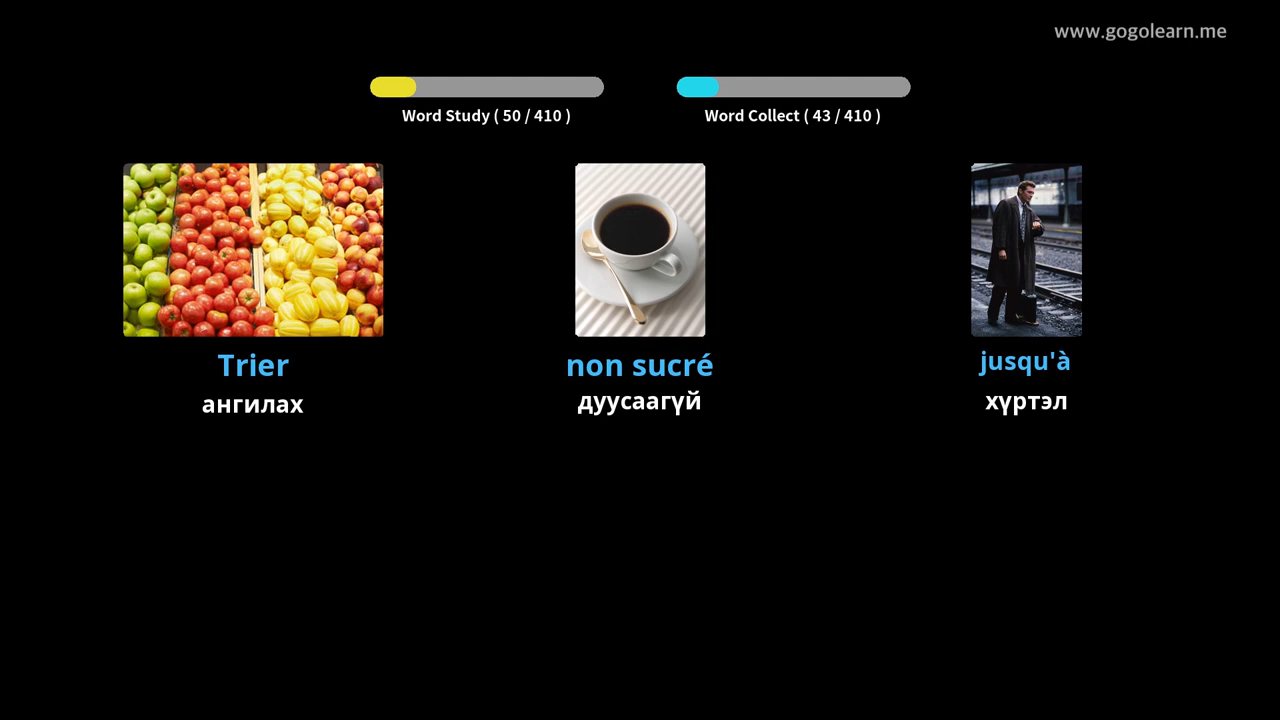 www.gogolearn.me
Word Study ( 50 / 410 )
Word Collect ( 43 / 410 )
Trier
ангилах
non sucré
дуусаагүй
jusqu'à
хүртэл